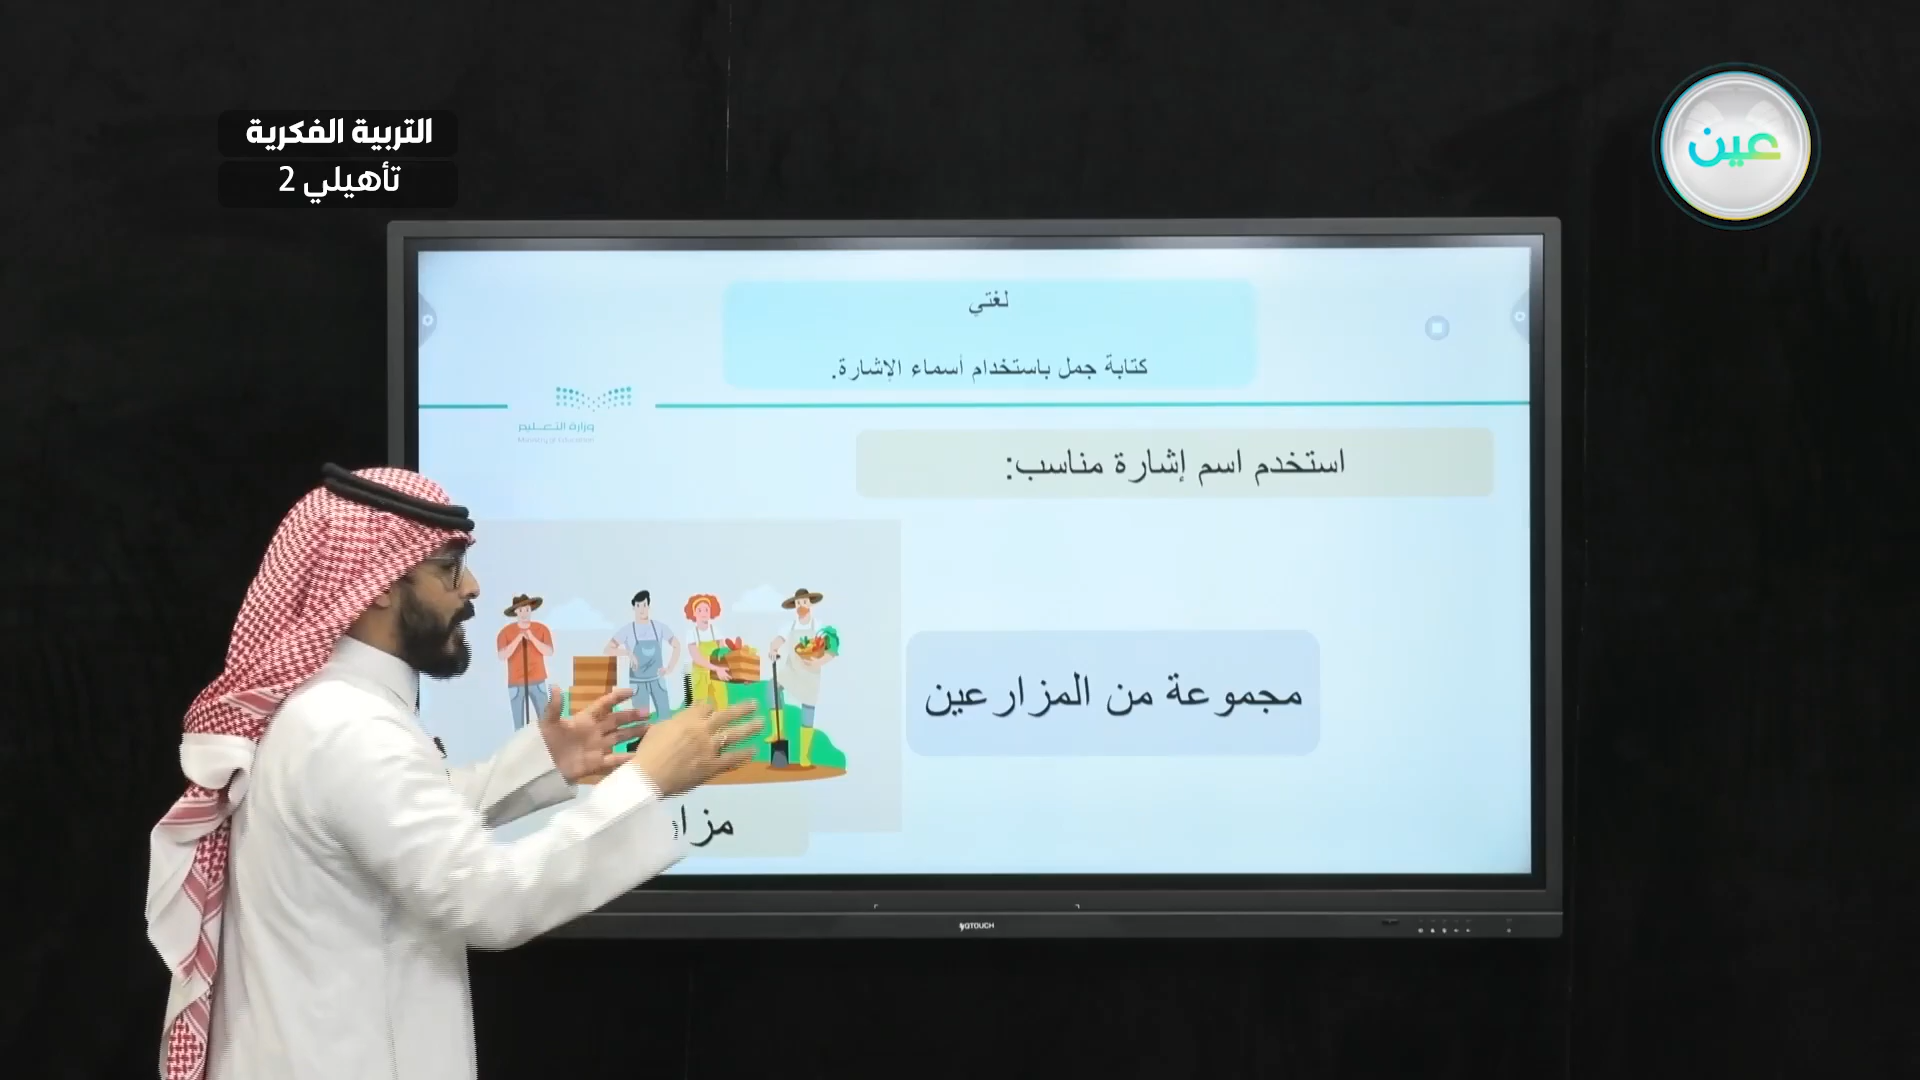 التربية الفكرية
تأهيلي 2
عين
لغتي
كتابة جمل باستخدام أسماء الإشارة.
وزارة التعليم
Ministry of Education
استخدم اسم إشارة مناسب:
مجموعة من المزارعين
QTOUCH